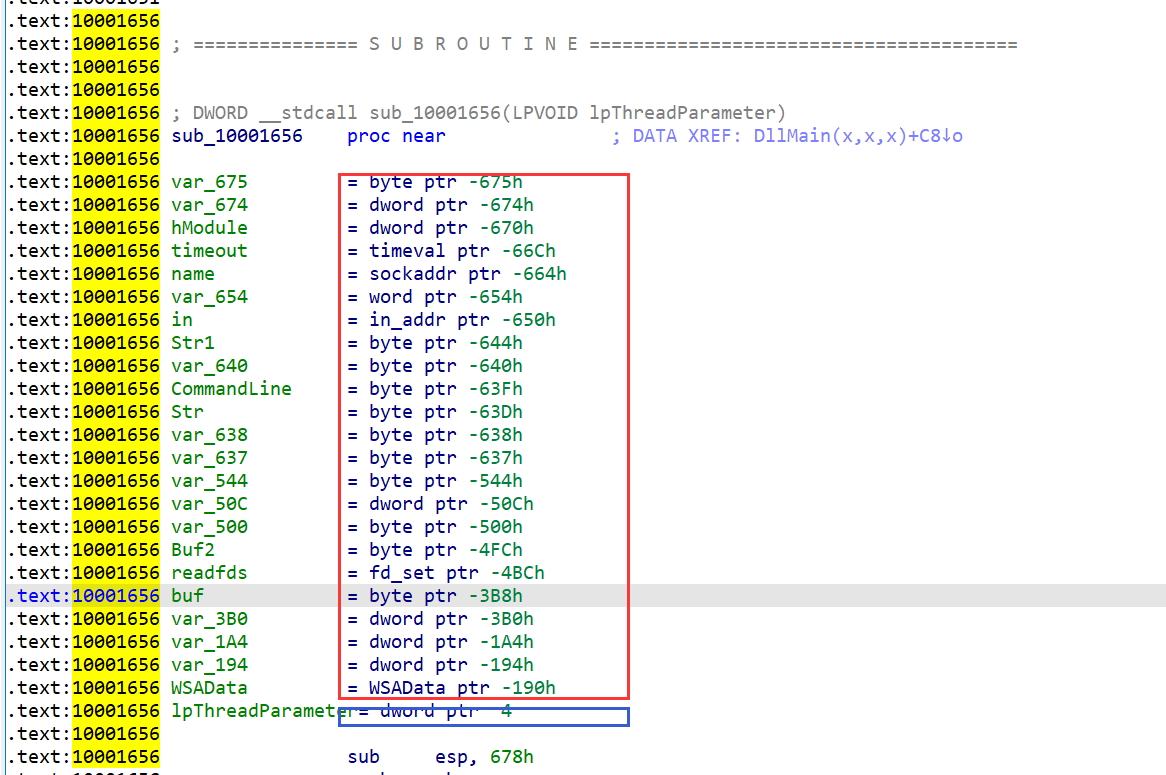 .text:10001656
.text:10001656 ; =============== S U B R O U T I N E =======================================
.text:10001656
.text:10001656
.text:10001656 ; DWORD __stdcall sub_10001656(LPVOID lpThreadParameter)
.text:10001656 sub_10001656 proc near ; DATA XREF: DllMain(x,x,x)+C8↓o
.text:10001656
.text:10001656 var_675 = byte ptr -675h
.text:10001656 var_674 = dword ptr -674h
.text:10001656 hModule = dword ptr -670h
.text:10001656 timeout = timeval ptr -66Ch
.text:10001656 name = sockaddr ptr -664h
.text:10001656 var_654 = word ptr -654h
.text:10001656 in = in_addr ptr -650h
.text:10001656 Str1 = byte ptr -644h
.text:10001656 var_640 = byte ptr -640h
.text:10001656 CommandLine = byte ptr -63Fh
.text:10001656 Str = byte ptr -63Dh
.text:10001656 var_638 = byte ptr -638h
.text:10001656 var_637 = byte ptr -637h
.text:10001656 var_544 = byte ptr -544h
.text:10001656 var_50C = dword ptr -50Ch
.text:10001656 var_500 = byte ptr -500h
.text:10001656 Buf2 = byte ptr -4FCh
.text:10001656 readfds = fd_set ptr -4BCh
.text:10001656 buf = byte ptr -3B8h
.text:10001656 var_3B0 = dword ptr -3B0h
.text:10001656 var_1A4 = dword ptr -1A4h
.text:10001656 var_194 = dword ptr -194h
.text:10001656 WSAData = WSAData ptr -190h
.text:10001656 lpThreadParameter= dword ptr 4
.text:10001656
.text:10001656 sub esp, 678h